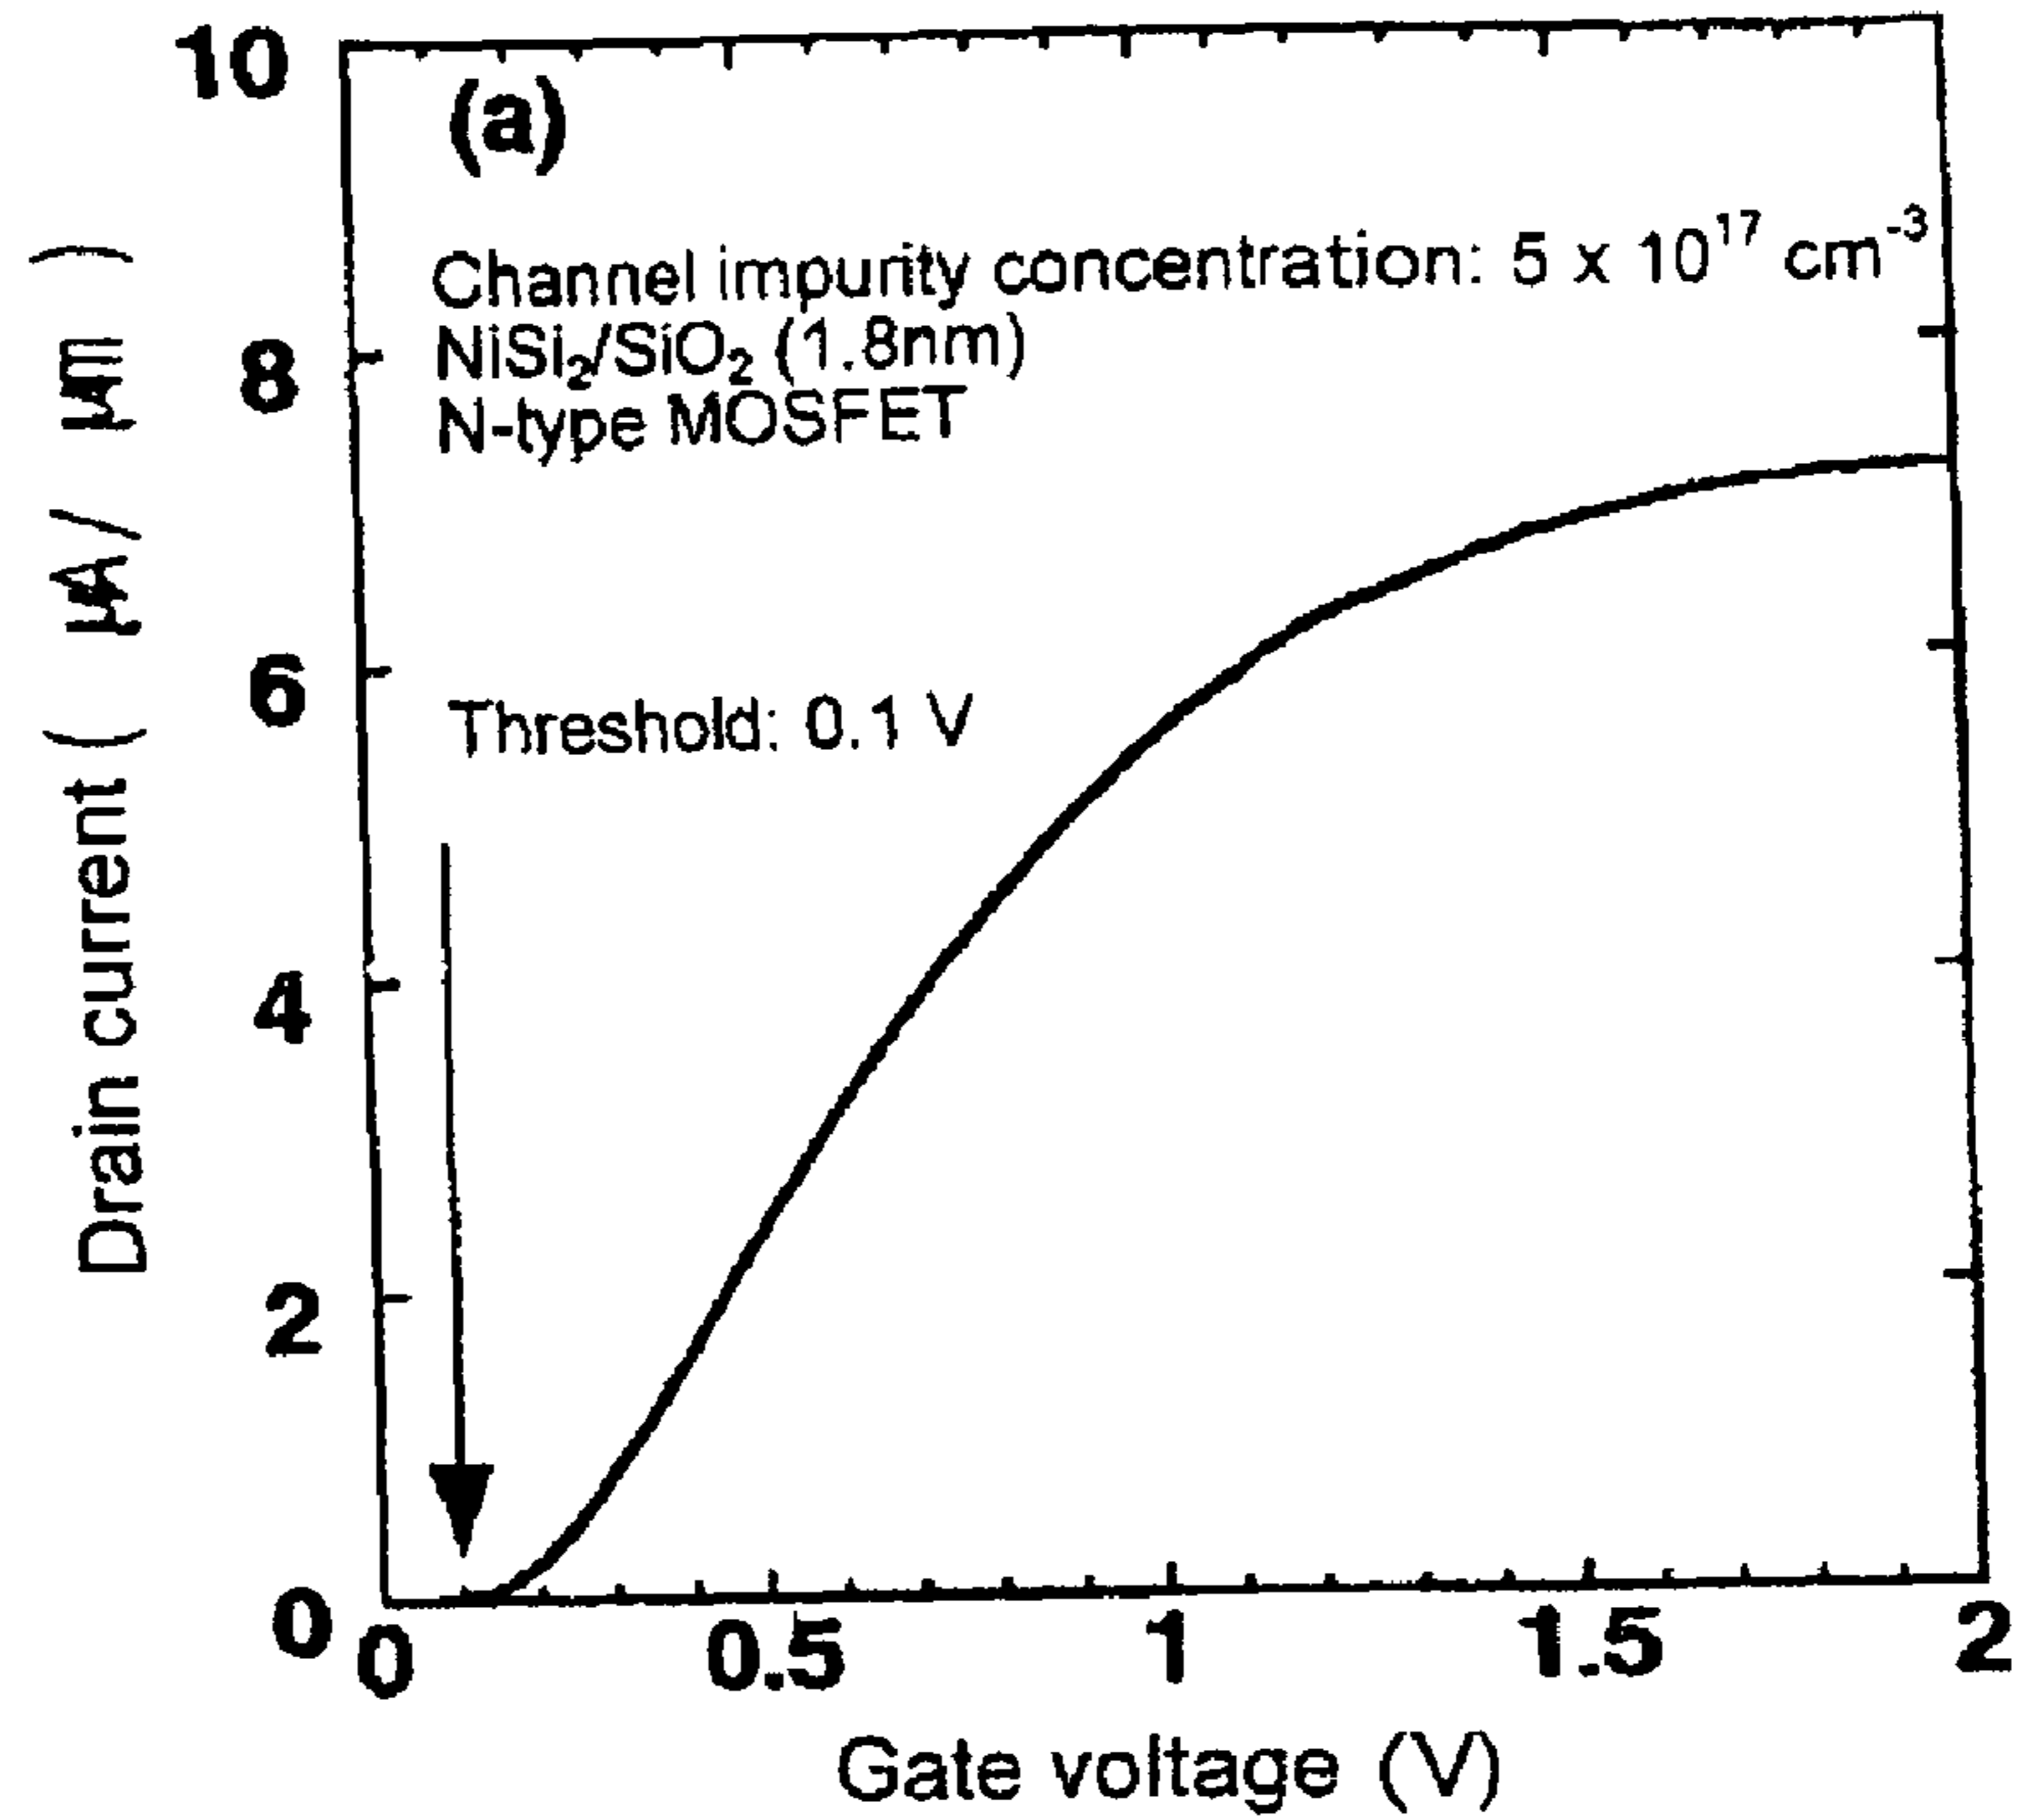 10
(a)
Channel impurity concentration: 5 x 10¹⁷ cm⁻³
NiSi₂/SiO₂ (1.8nm)
N-type MOSFET
8
6
Threshold: 0.1 V
4
2
0
Drain current ( μA/ μm )
0 0.5 1 1.5 2
Gate voltage (V)